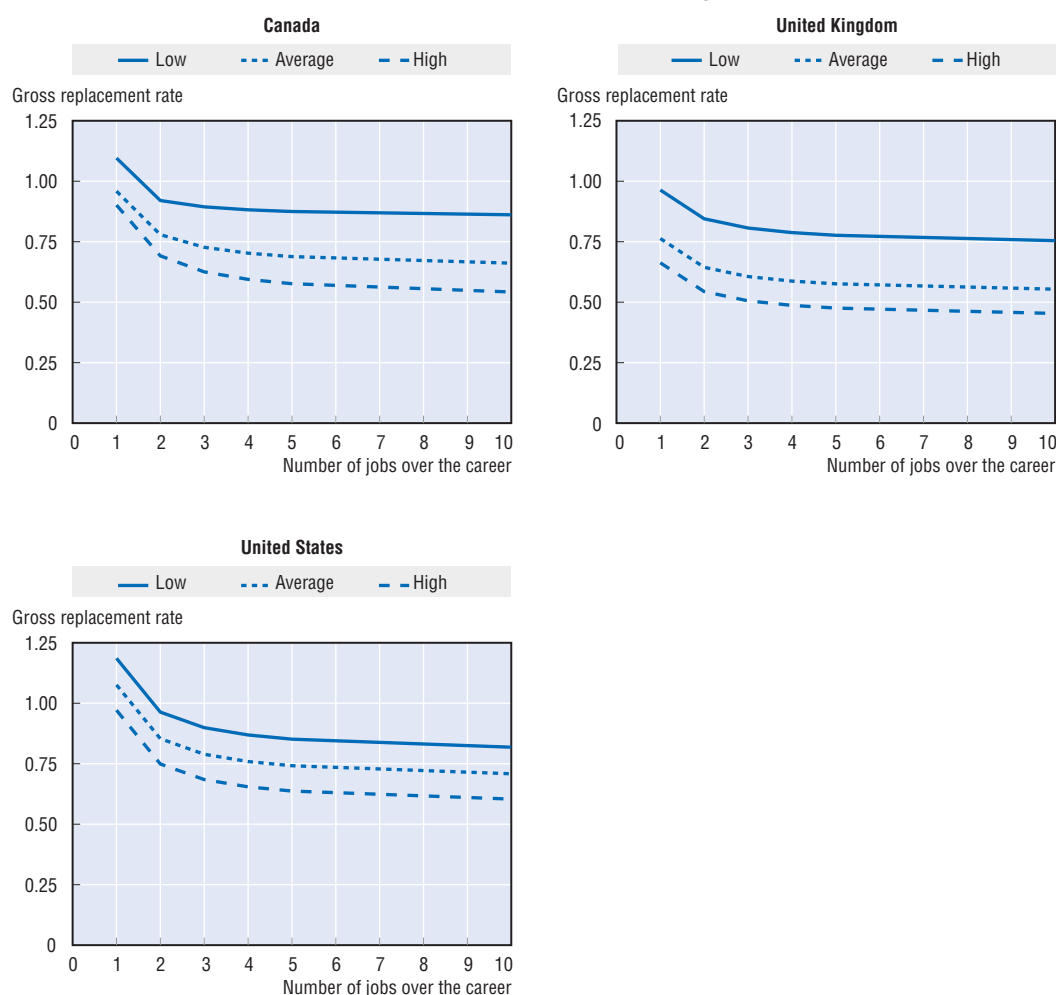 Canada
Low Average High
Gross replacement rate
1.25
1.00
0.75
0.50
0.25
0
0 1 2 3 4 5 6 7 8 9 10
Number of jobs over the career
United Kingdom
Low Average High
Gross replacement rate
1.25
1.00
0.75
0.50
0.25
0
0 1 2 3 4 5 6 7 8 9 10
Number of jobs over the career
United States
Low Average High
Gross replacement rate
1.25
1.00
0.75
0.50
0.25
0
0 1 2 3 4 5 6 7 8 9 10
Number of jobs over the career